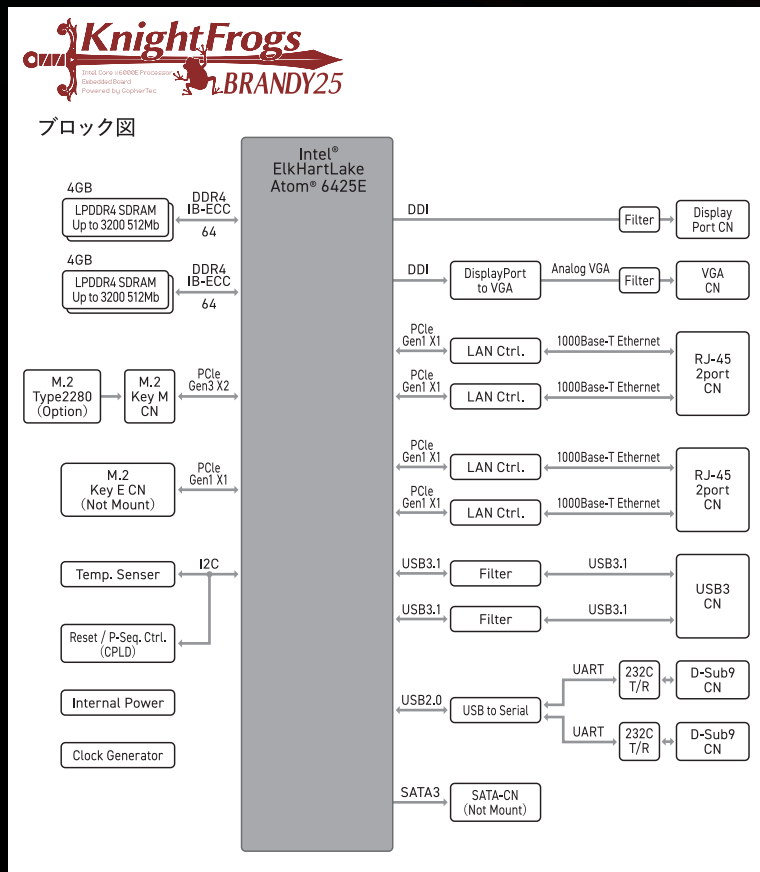 KnightFrogs
Intel Core x6000E Processor
Embedded Board
Powered by GopherTec
BRANDY25
ブロック図
Intel®
ElkHartLake
Atom® 6425E
4GB
LPDDR4 SDRAM
Up to 3200 512Mb
DDR4
IB-ECC
64
4GB
LPDDR4 SDRAM
Up to 3200 512Mb
DDR4
IB-ECC
64
M.2
Type2280
(Option)
M.2
Key M
CN
PCIe
Gen3 X2
M.2
Key E CN
(Not Mount)
PCIe
Gen1 X1
Temp. Senser
I2C
Reset / P-Seq. Ctrl.
(CPLD)
Internal Power
Clock Generator
DDI
Filter
Display
Port CN
DDI
DisplayPort
to VGA
Analog VGA
Filter
VGA
CN
PCIe
Gen1 X1
LAN Ctrl.
1000Base-T Ethernet
PCIe
Gen1 X1
LAN Ctrl.
1000Base-T Ethernet
RJ-45
2port
CN
PCIe
Gen1 X1
LAN Ctrl.
1000Base-T Ethernet
PCIe
Gen1 X1
LAN Ctrl.
1000Base-T Ethernet
RJ-45
2port
CN
USB3.1
Filter
USB3.1
USB3.1
Filter
USB3.1
USB3
CN
USB2.0
USB to Serial
UART
232C
T/R
D-Sub9
CN
UART
232C
T/R
D-Sub9
CN
SATA3
SATA-CN
(Not Mount)